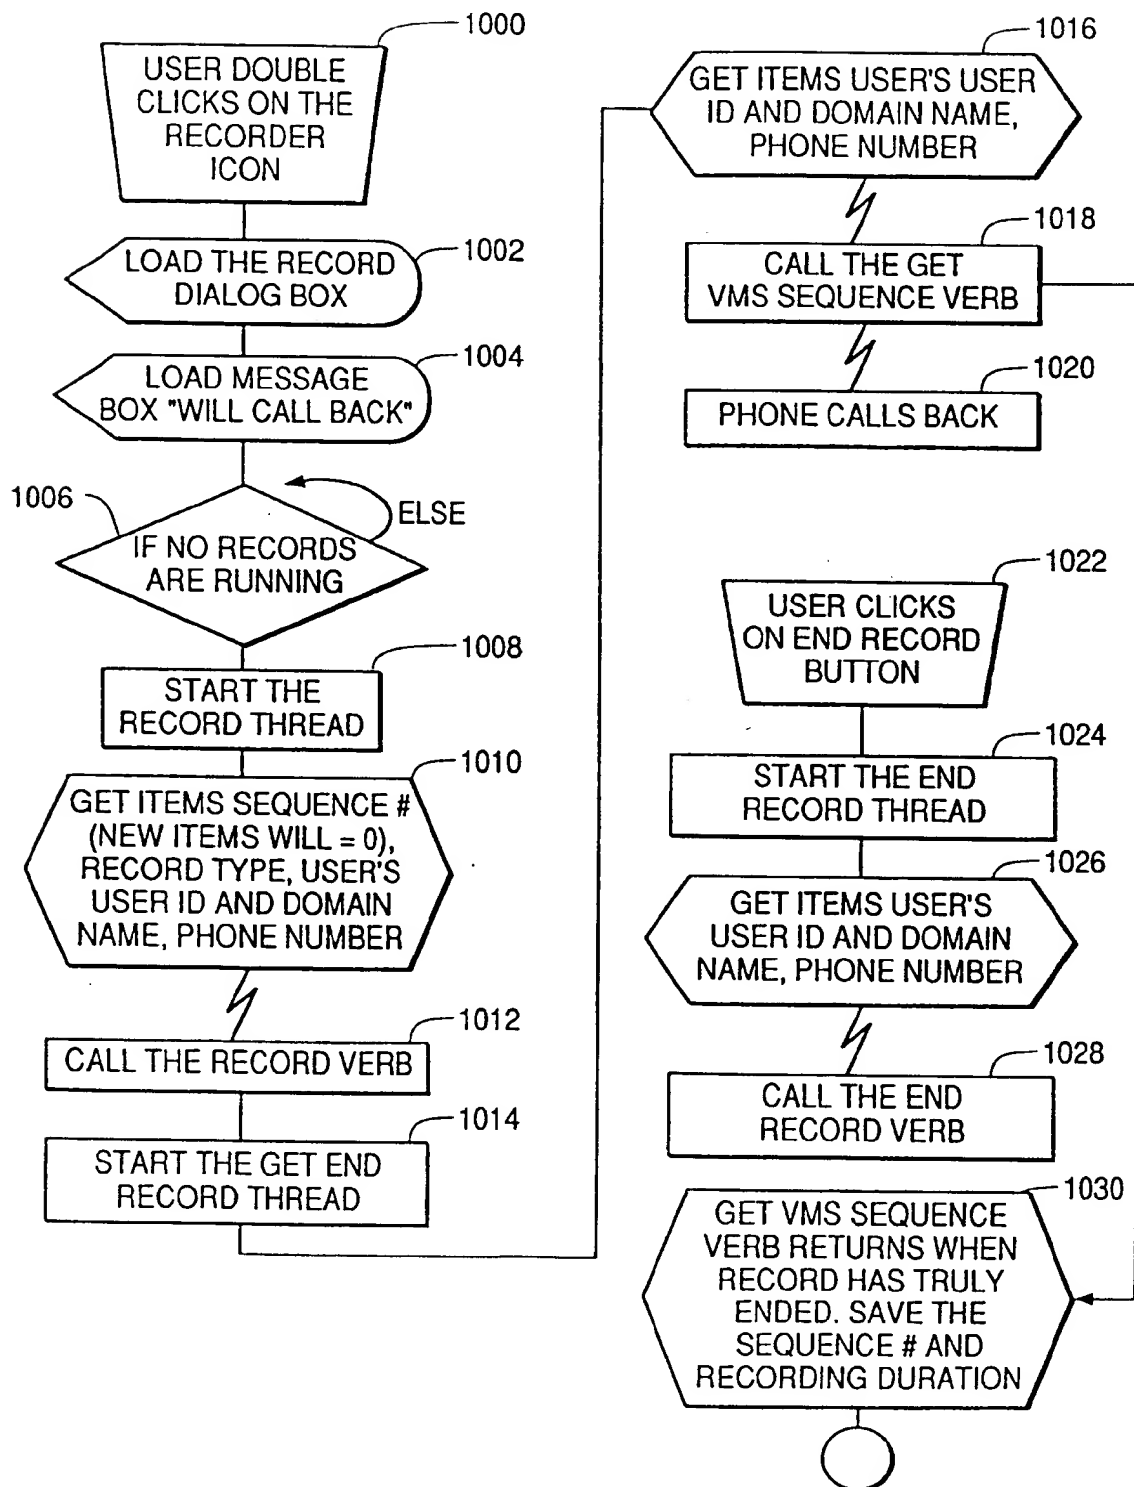 1000
USER DOUBLE
CLICKS ON THE
RECORDER
ICON
1002
LOAD THE RECORD
DIALOG BOX
1004
LOAD MESSAGE
BOX "WILL CALL BACK"
1006
ELSE
IF NO RECORDS
ARE RUNNING
1008
START THE
RECORD THREAD
1010
GET ITEMS SEQUENCE #
(NEW ITEMS WILL = 0),
RECORD TYPE, USER'S
USER ID AND DOMAIN
NAME, PHONE NUMBER
1012
CALL THE RECORD VERB
1014
START THE GET END
RECORD THREAD
1016
GET ITEMS USER'S USER
ID AND DOMAIN NAME,
PHONE NUMBER
1018
CALL THE GET
VMS SEQUENCE VERB
1020
PHONE CALLS BACK
1022
USER CLICKS
ON END RECORD
BUTTON
1024
START THE END
RECORD THREAD
1026
GET ITEMS USER'S
USER ID AND DOMAIN
NAME, PHONE NUMBER
1028
CALL THE END
RECORD VERB
1030
GET VMS SEQUENCE
VERB RETURNS WHEN
RECORD HAS TRULY
ENDED. SAVE THE
SEQUENCE # AND
RECORDING DURATION